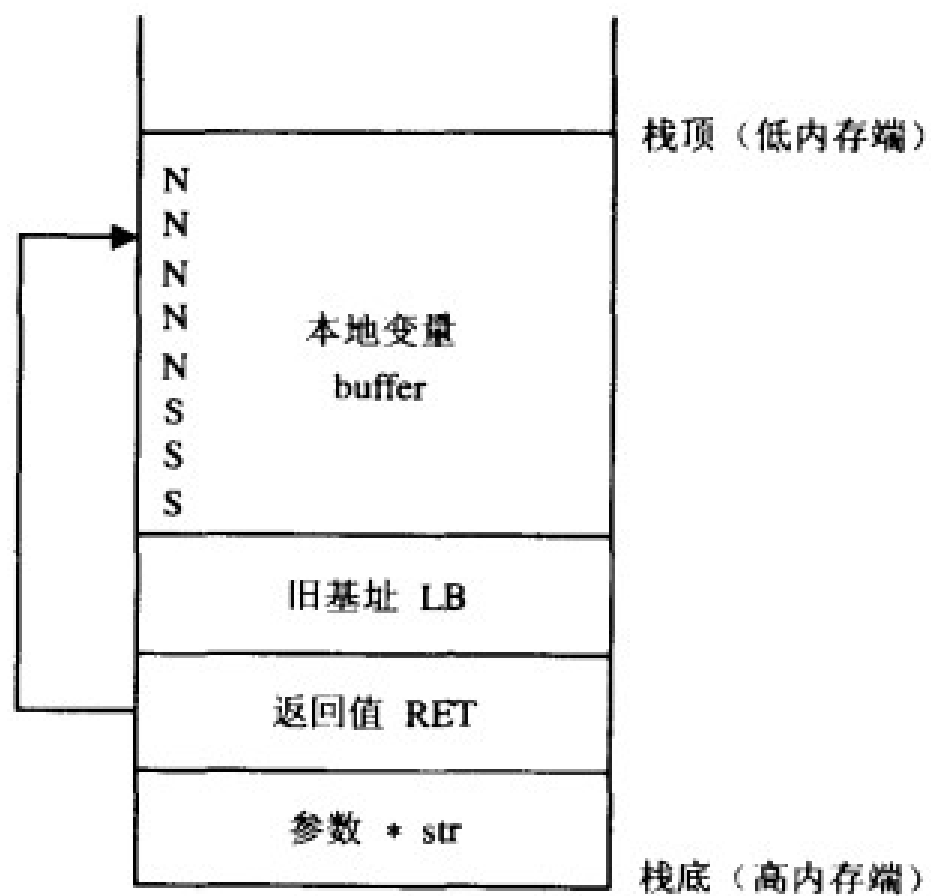 栈顶（低内存端）
N
N
N
N
N
S
S
S
本地变量
buffer
旧基址 LB
返回值 RET
参数 * str
栈底（高内存端）